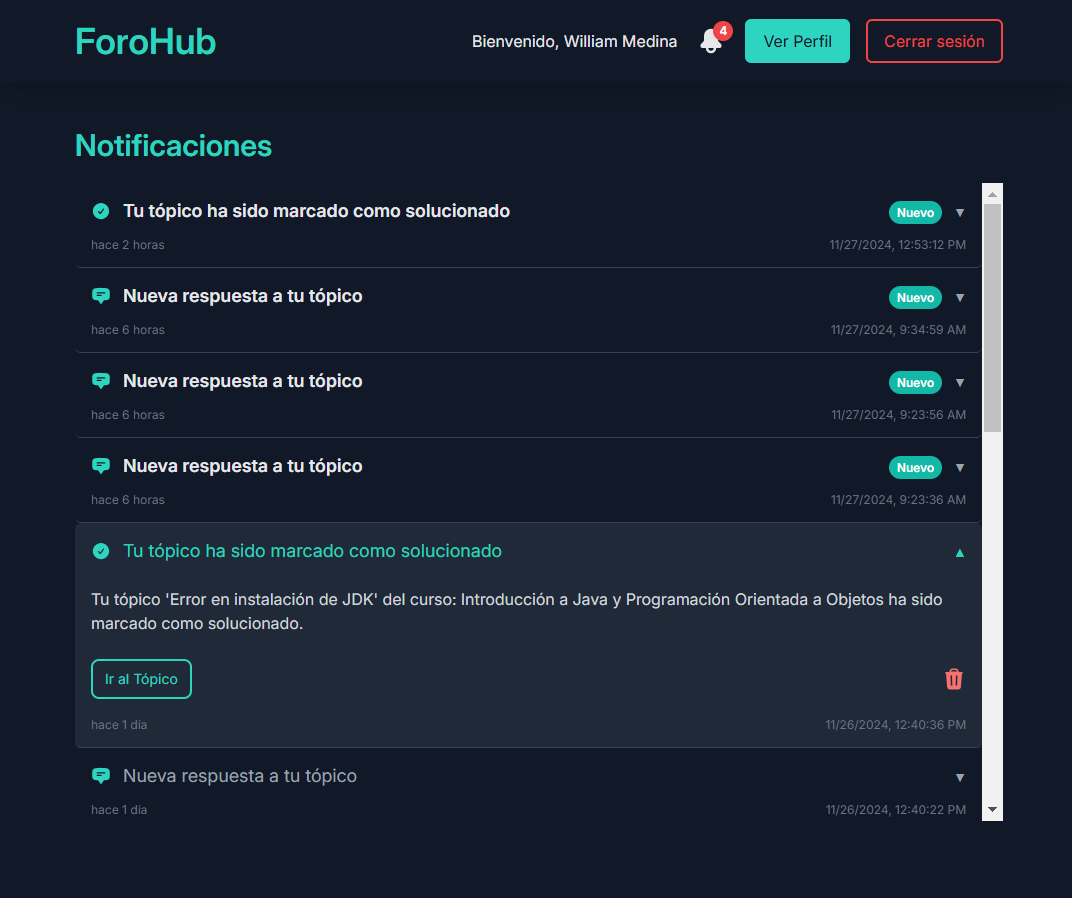 ForoHub
Bienvenido, William Medina
4
Ver Perfil
Cerrar sesión
Notificaciones
Tu tópico ha sido marcado como solucionado
Nuevo
hace 2 horas
11/27/2024, 12:53:12 PM
Nueva respuesta a tu tópico
Nuevo
hace 6 horas
11/27/2024, 9:34:59 AM
Nueva respuesta a tu tópico
Nuevo
hace 6 horas
11/27/2024, 9:23:56 AM
Nueva respuesta a tu tópico
Nuevo
hace 6 horas
11/27/2024, 9:23:36 AM
Tu tópico ha sido marcado como solucionado
Tu tópico 'Error en instalación de JDK' del curso: Introducción a Java y Programación Orientada a Objetos ha sido
marcado como solucionado.
Ir al Tópico
hace 1 día
11/26/2024, 12:40:36 PM
Nueva respuesta a tu tópico
hace 1 día
11/26/2024, 12:40:22 PM